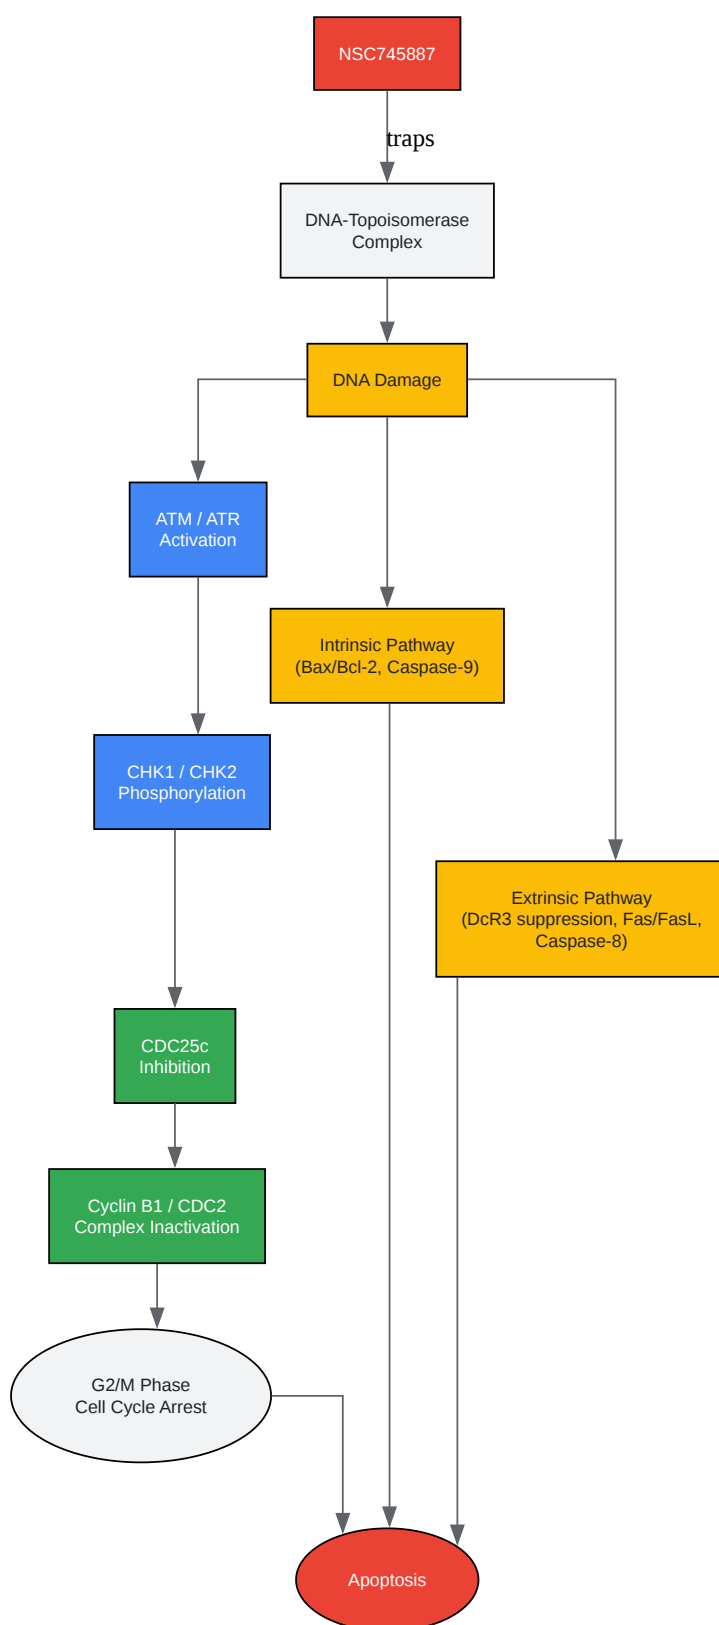 NSC745887
traps
DNA-Topoisomerase
Complex
DNA Damage
ATM / ATR
Activation
Intrinsic Pathway
(Bax/Bcl-2, Caspase-9)
CHK1 / CHK2
Phosphorylation
Extrinsic Pathway
(DcR3 suppression, Fas/FasL,
Caspase-8)
CDC25c
Inhibition
Cyclin B1 / CDC2
Complex Inactivation
G2/M Phase
Cell Cycle Arrest
Apoptosis